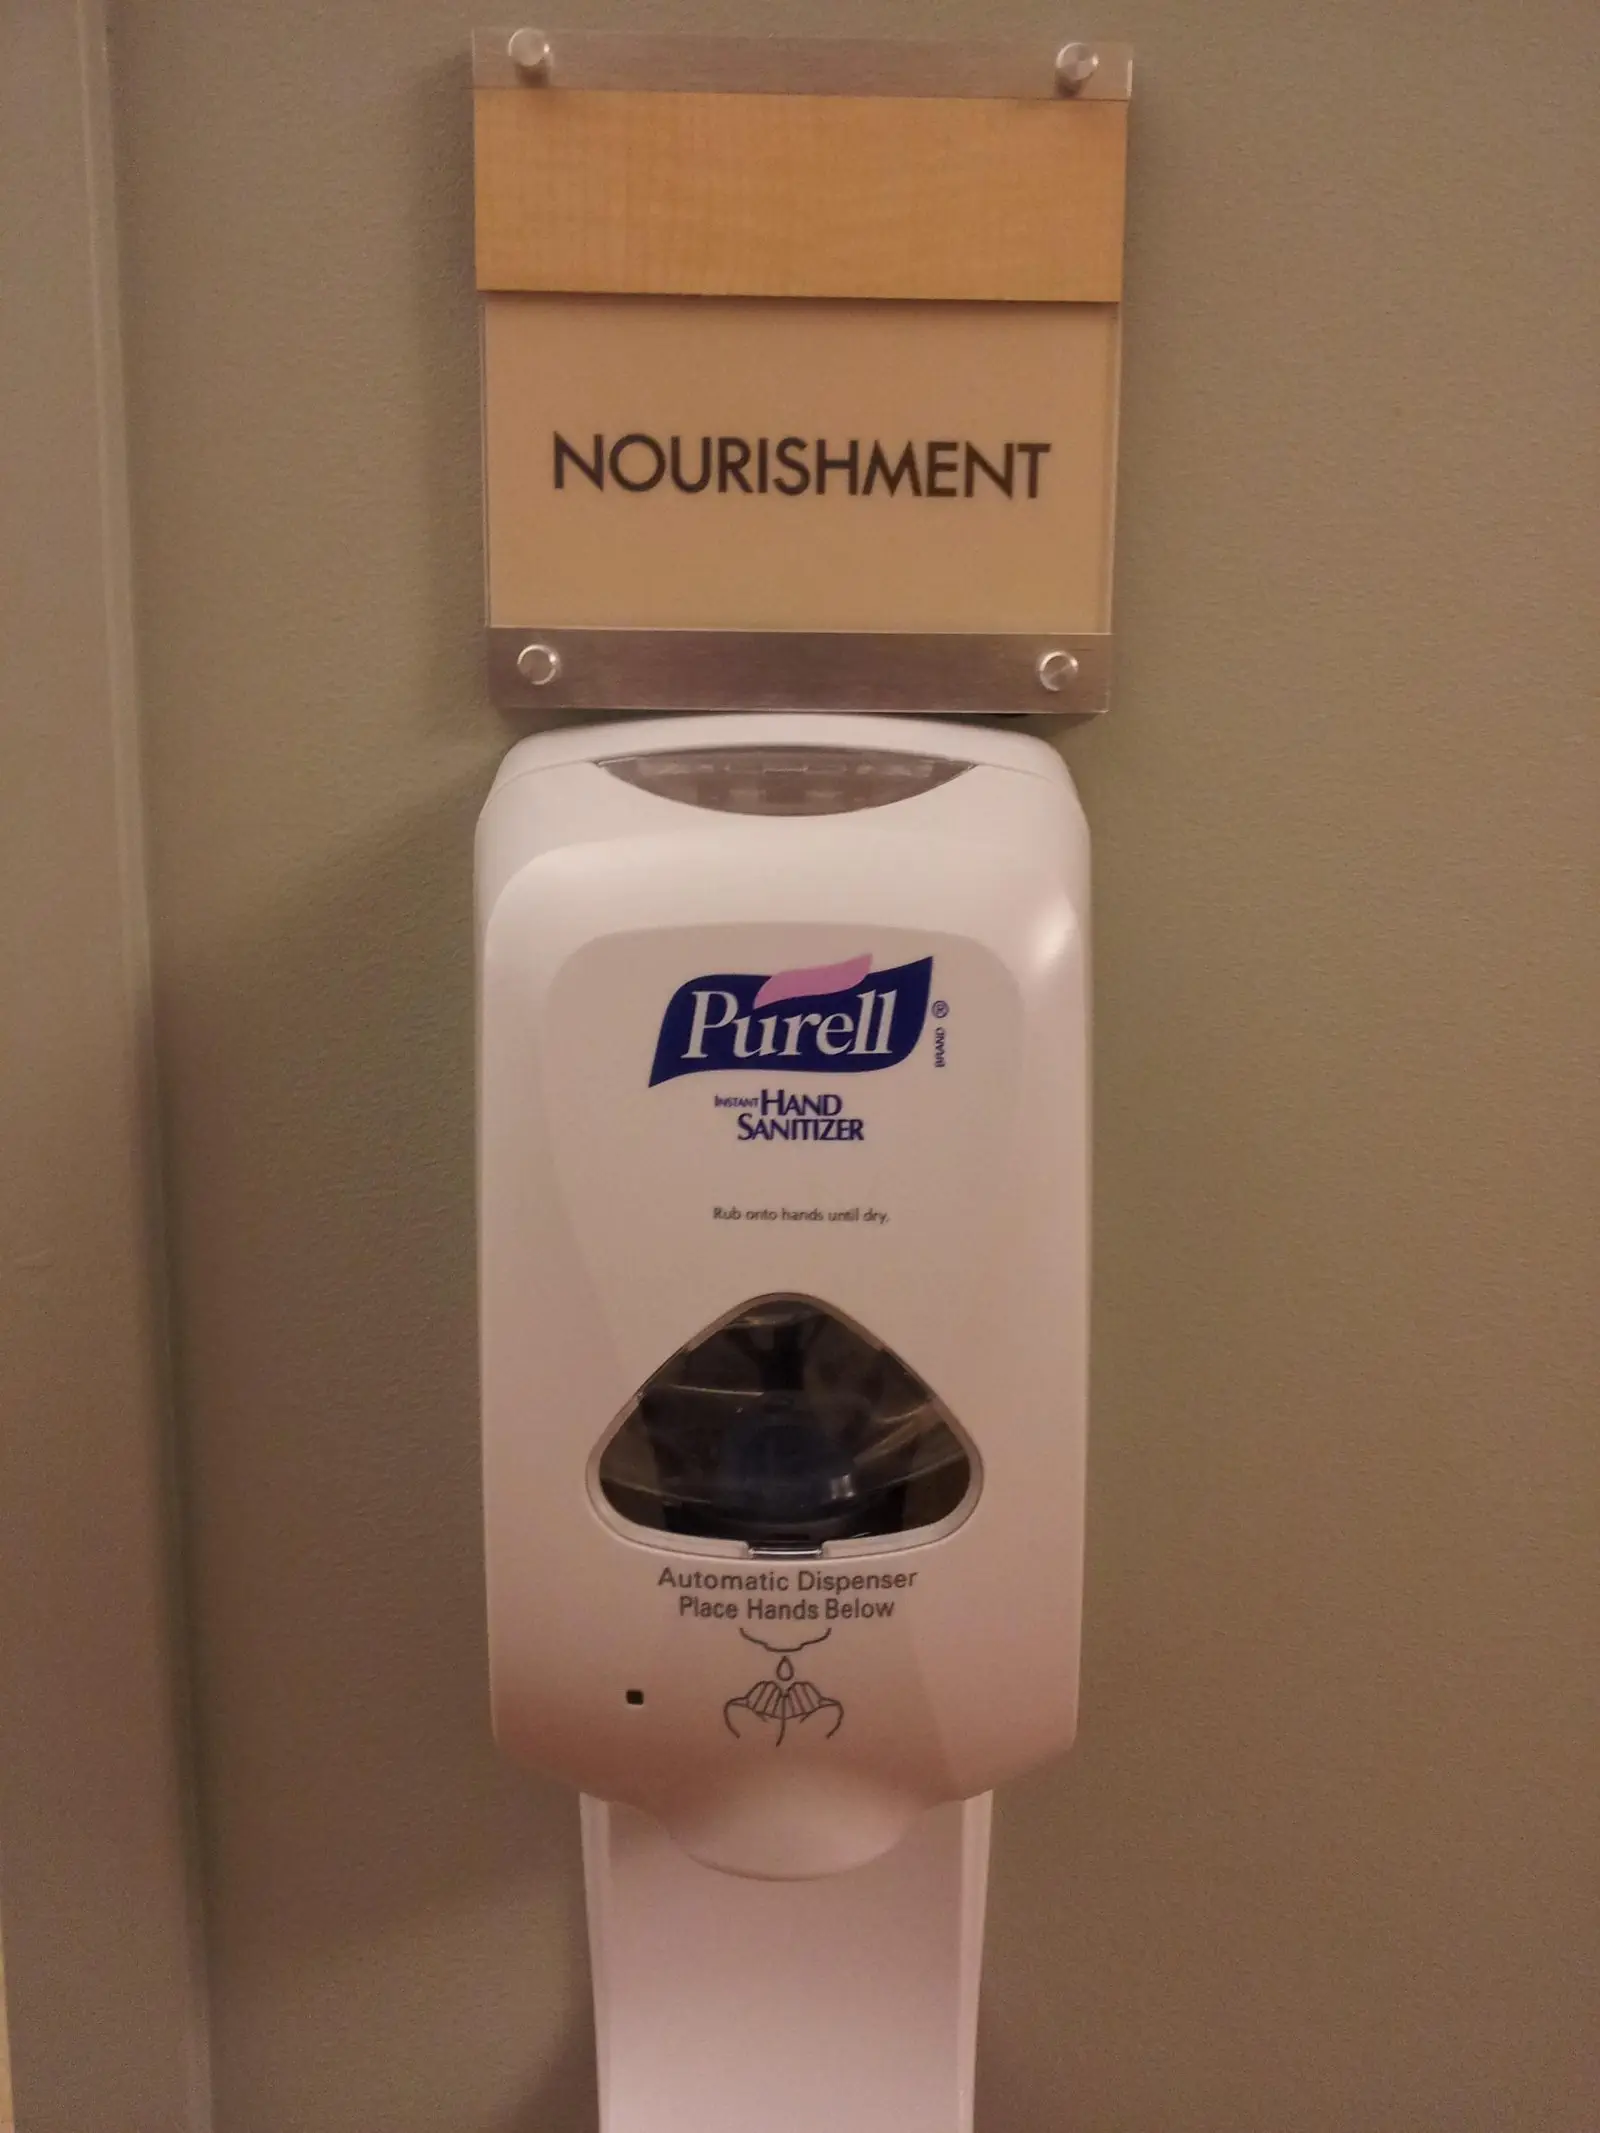 NOURISHMENT
Purell
BRAND ®
INSTANT HAND
SANITIZER
Rub onto hands until dry.
Automatic Dispenser
Place Hands Below